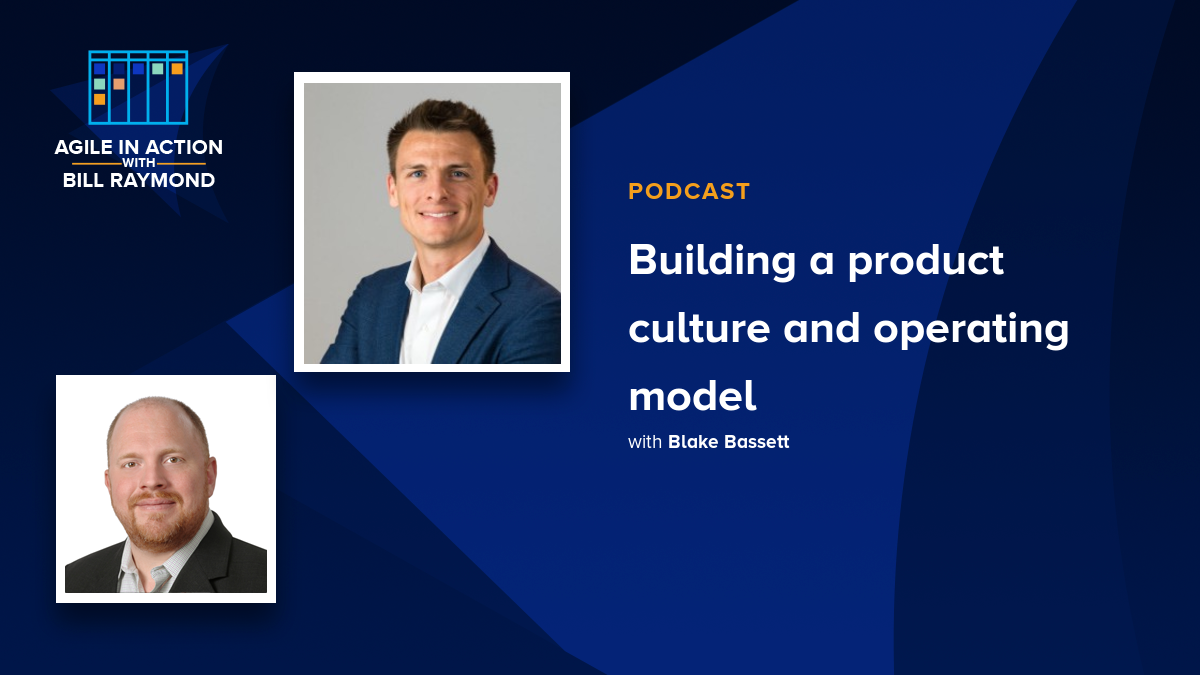 AGILE IN ACTION
WITH
BILL RAYMOND
PODCAST
Building a product
culture and operating
model
with Blake Bassett